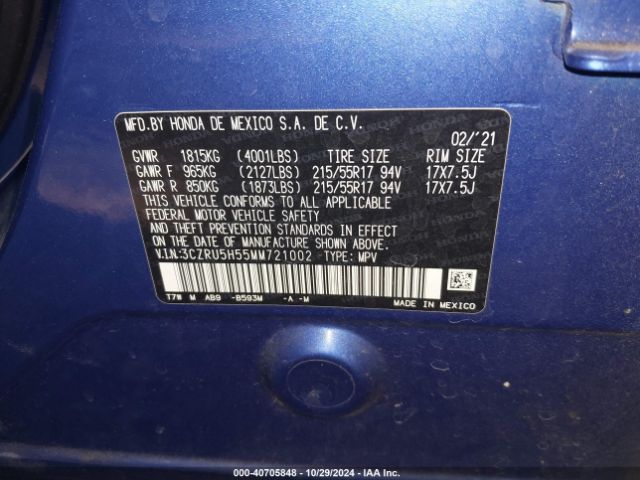 MFD.BY HONDA DE MEXICO S.A. DE C.V.
02/'21
GVWR 1815KG (4001LBS) TIRE SIZE RIM SIZE
GAWR F 965KG (2127LBS) 215/55R17 94V 17X7.5J
GAWR R 850KG (1873LBS) 215/55R17 94V 17X7.5J
THIS VEHICLE CONFORMS TO ALL APPLICABLE
FEDERAL MOTOR VEHICLE SAFETY
AND THEFT PREVENTION STANDARDS IN EFFECT
ON THE DATE OF MANUFACTURE SHOWN ABOVE.
V.I.N:3CZRU5H55MM721002 TYPE: MPV
T7W M AB9 -B593M -A -M
MADE IN MEXICO
000-40705848 - 10/29/2024 - IAA Inc.